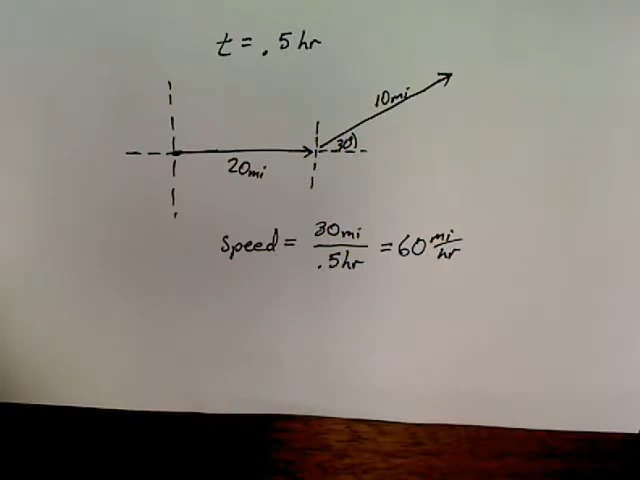 t = .5 hr
10mi
30°
20mi
Speed = 30mi / .5hr = 60 mi/hr